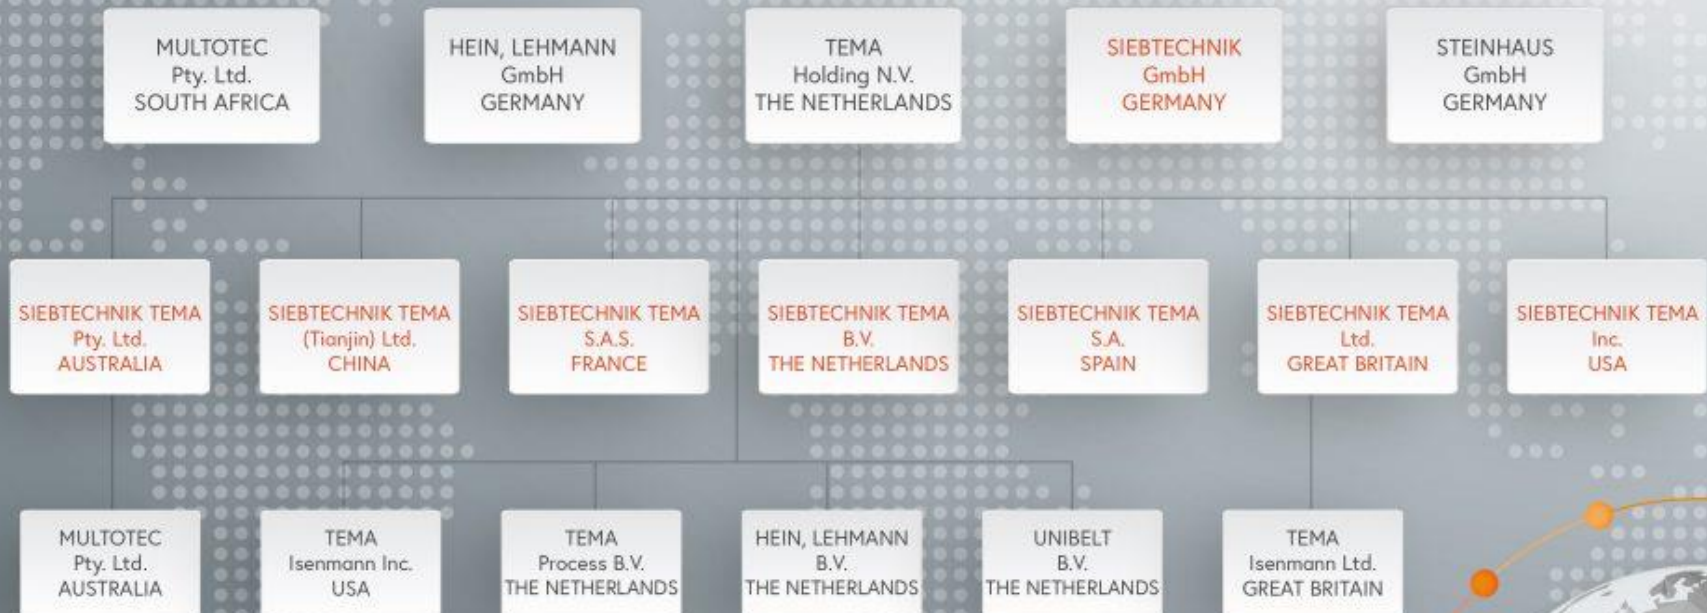 MULTOTEC
Pty. Ltd.
SOUTH AFRICA
HEIN, LEHMANN
GmbH
GERMANY
TEMA
Holding N.V.
THE NETHERLANDS
SIEBTECHNIK
GmbH
GERMANY
STEINHAUS
GmbH
GERMANY
SIEBTECHNIK TEMA
Pty. Ltd.
AUSTRALIA
SIEBTECHNIK TEMA
(Tianjin) Ltd.
CHINA
SIEBTECHNIK TEMA
S.A.S.
FRANCE
SIEBTECHNIK TEMA
B.V.
THE NETHERLANDS
SIEBTECHNIK TEMA
S.A.
SPAIN
SIEBTECHNIK TEMA
Ltd.
GREAT BRITAIN
SIEBTECHNIK TEMA
Inc.
USA
MULTOTEC
Pty. Ltd.
AUSTRALIA
TEMA
Isenmann Inc.
USA
TEMA
Process B.V.
THE NETHERLANDS
HEIN, LEHMANN
B.V.
THE NETHERLANDS
UNIBELT
B.V.
THE NETHERLANDS
TEMA
Isenmann Ltd.
GREAT BRITAIN